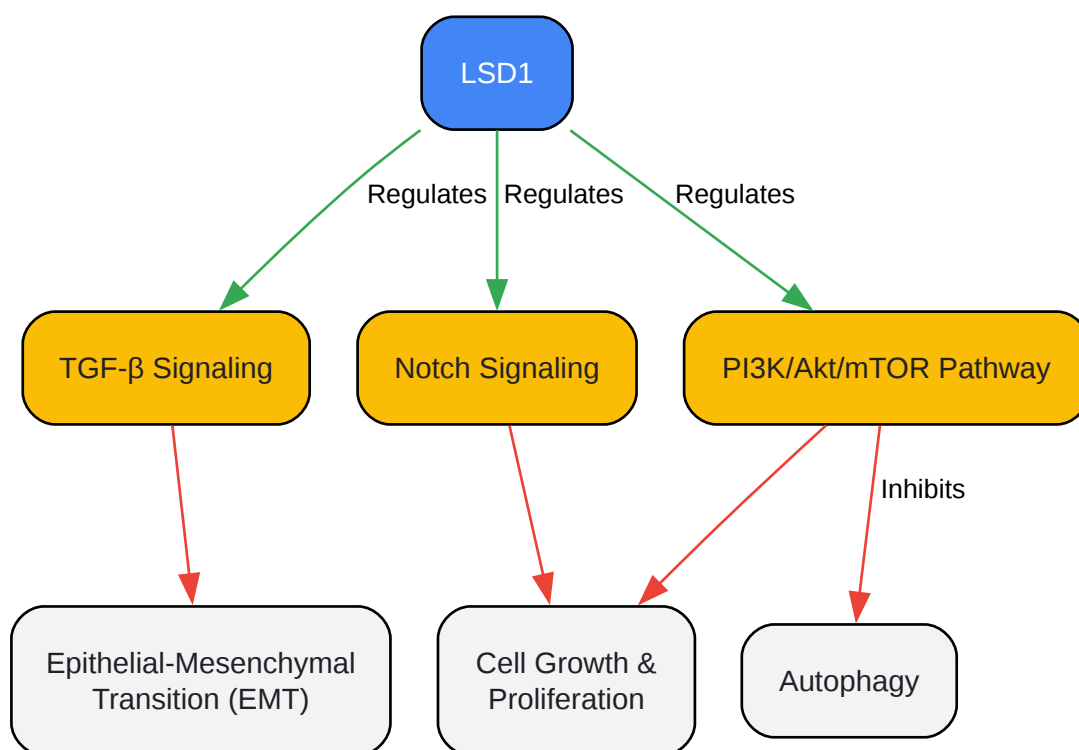 LSD1
Regulates
Regulates
Regulates
TGF-β Signaling
Notch Signaling
PI3K/Akt/mTOR Pathway
Inhibits
Epithelial-Mesenchymal
Transition (EMT)
Cell Growth &
Proliferation
Autophagy